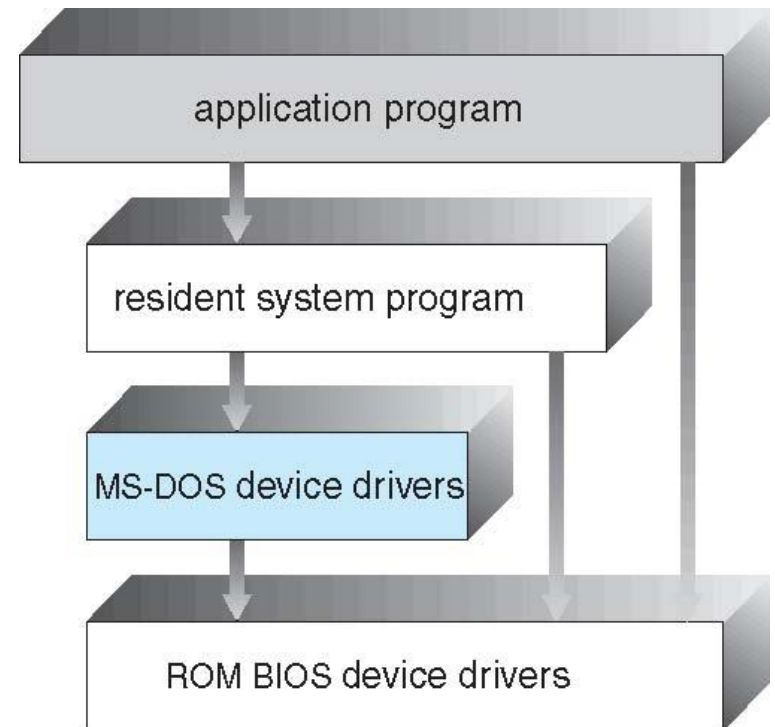 application program
resident system program
MS-DOS device drivers
ROM BIOS device drivers